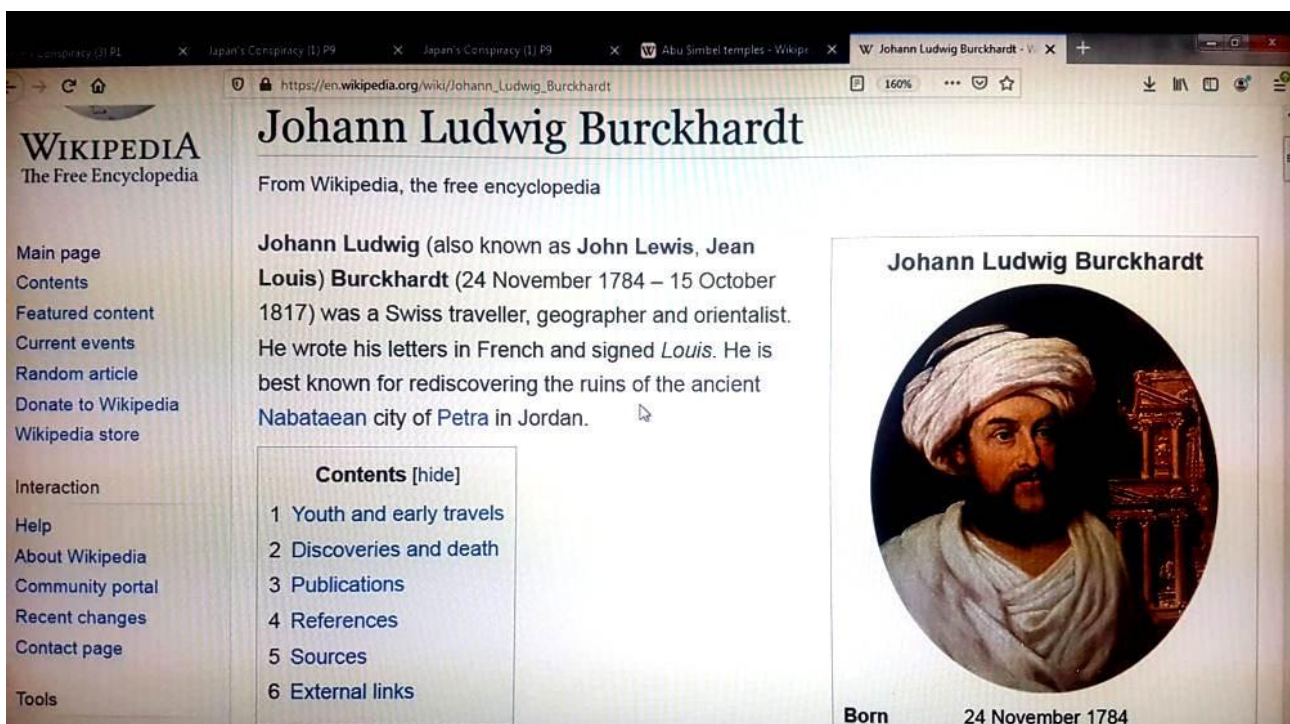 Conspiracy (3) P1
Japan's Conspiracy (1) P9
Japan's Conspiracy (1) P9
W Abu Simbel temples - Wikipe
W Johann Ludwig Burckhardt - W
https://en.wikipedia.org/wiki/Johann_Ludwig_Burckhardt
160%
WIKIPEDIA
The Free Encyclopedia
Main page
Contents
Featured content
Current events
Random article
Donate to Wikipedia
Wikipedia store
Interaction
Help
About Wikipedia
Community portal
Recent changes
Contact page
Tools
Johann Ludwig Burckhardt
From Wikipedia, the free encyclopedia
Johann Ludwig (also known as John Lewis, Jean
Louis) Burckhardt (24 November 1784 – 15 October
1817) was a Swiss traveller, geographer and orientalist.
He wrote his letters in French and signed Louis. He is
best known for rediscovering the ruins of the ancient
Nabataean city of Petra in Jordan.
Contents [hide]
1 Youth and early travels
2 Discoveries and death
3 Publications
4 References
5 Sources
6 External links
Johann Ludwig Burckhardt
Born 24 November 1784